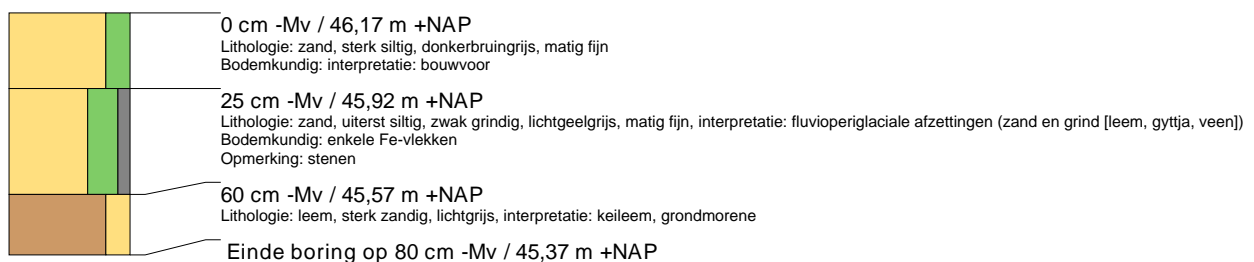 0 cm -Mv / 46,17 m +NAP
Lithologie: zand, sterk siltig, donkerbruingrijs, matig fijn
Bodemkundig: interpretatie: bouwvoor
25 cm -Mv / 45,92 m +NAP
Lithologie: zand, uiterst siltig, zwak grindig, lichtgeelgrijs, matig fijn, interpretatie: fluvioperiglaciale afzettingen (zand en grind [leem, gyttja, veen])
Bodemkundig: enkele Fe-vlekken
Opmerking: stenen
60 cm -Mv / 45,57 m +NAP
Lithologie: leem, sterk zandig, lichtgrijs, interpretatie: keileem, grondmorene
Einde boring op 80 cm -Mv / 45,37 m +NAP